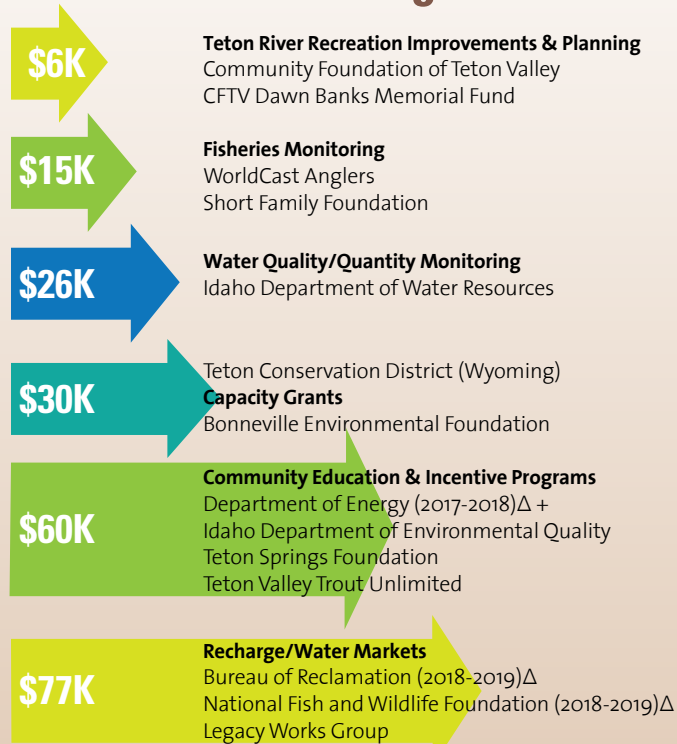 $6K
Teton River Recreation Improvements & Planning
Community Foundation of Teton Valley
CFTV Dawn Banks Memorial Fund
$15K
Fisheries Monitoring
WorldCast Anglers
Short Family Foundation
$26K
Water Quality/Quantity Monitoring
Idaho Department of Water Resources
$30K
Teton Conservation District (Wyoming)
Capacity Grants
Bonneville Environmental Foundation
$60K
Community Education & Incentive Programs
Department of Energy (2017-2018)Δ +
Idaho Department of Environmental Quality
Teton Springs Foundation
Teton Valley Trout Unlimited
$77K
Recharge/Water Markets
Bureau of Reclamation (2018-2019)Δ
National Fish and Wildlife Foundation (2018-2019)Δ
Legacy Works Group